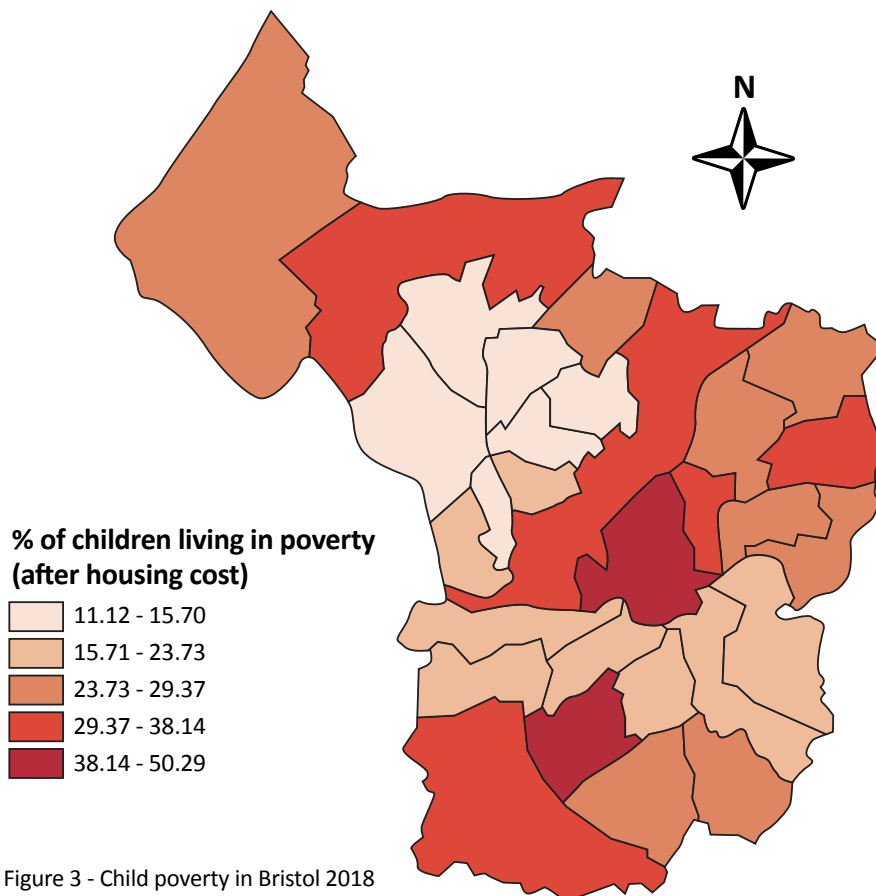 N
% of children living in poverty
(after housing cost)
11.12 - 15.70
15.71 - 23.73
23.73 - 29.37
29.37 - 38.14
38.14 - 50.29
Figure 3 - Child poverty in Bristol 2018